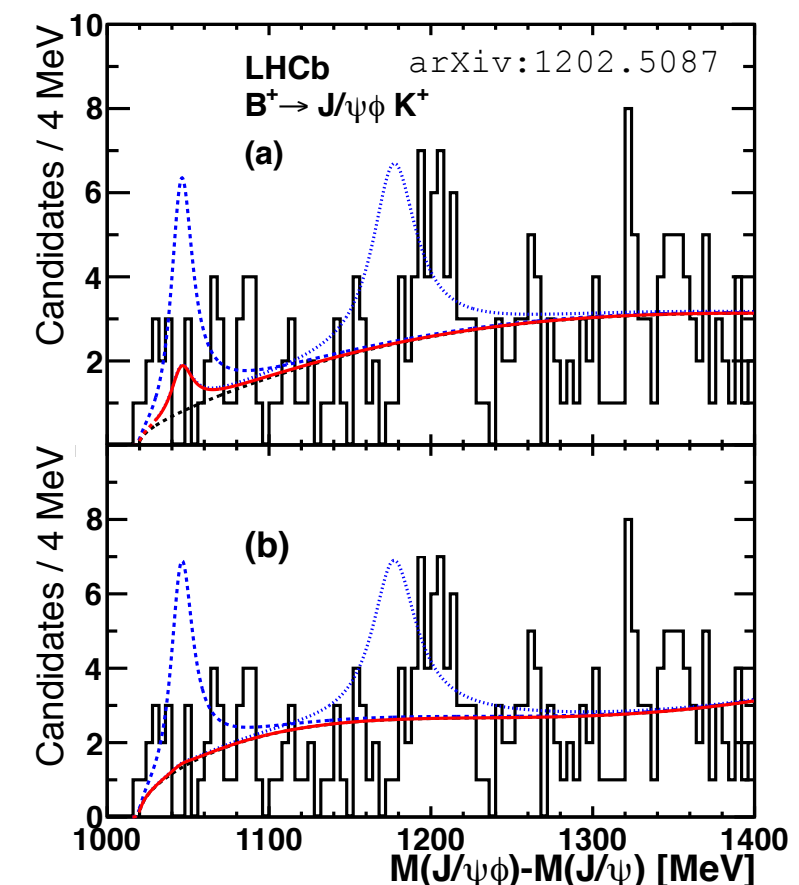 10
8
6
4
2
Candidates / 4 MeV
LHCb
arXiv:1202.5087
B⁺→ J/ψϕ K⁺
(a)
8
6
4
2
0
Candidates / 4 MeV
(b)
1000 1100 1200 1300 1400
M(J/ψϕ)-M(J/ψ) [MeV]